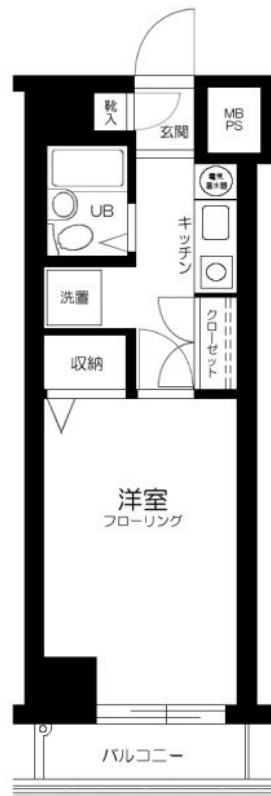 靴入
玄関
MB
PS
電気
温水器
UB
キッチン
洗置
収納
クローゼット
洋室
フローリング
バルコニー